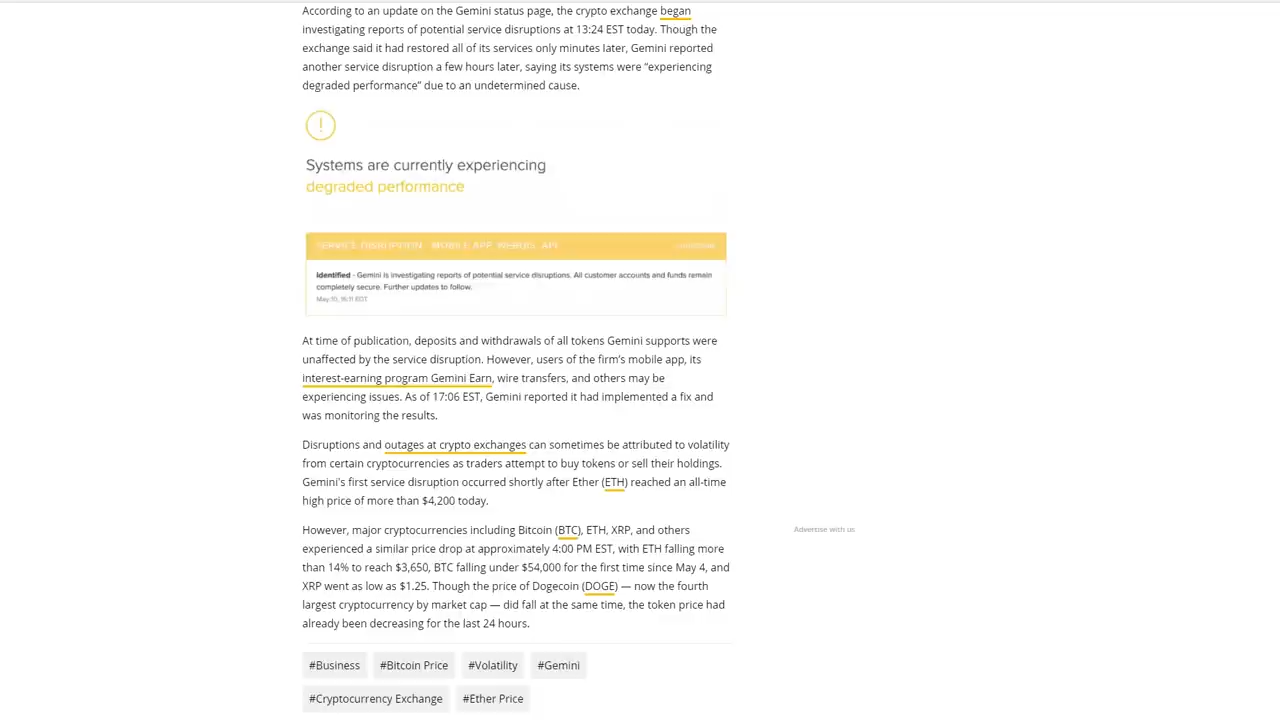 According to an update on the Gemini status page, the crypto exchange began
investigating reports of potential service disruptions at 13:24 EST today. Though the
exchange said it had restored all of its services only minutes later, Gemini reported
another service disruption a few hours later, saying its systems were “experiencing
degraded performance” due to an undetermined cause.
!
Systems are currently experiencing
degraded performance
SERVICE DISRUPTION MOBILE APP, WEB/UI, API
Identified - Gemini is investigating reports of potential service disruptions. All customer accounts and funds remain
completely secure. Further updates to follow.
May 10, 16:11 EDT
At time of publication, deposits and withdrawals of all tokens Gemini supports were
unaffected by the service disruption. However, users of the firm’s mobile app, its
interest-earning program Gemini Earn, wire transfers, and others may be
experiencing issues. As of 17:06 EST, Gemini reported it had implemented a fix and
was monitoring the results.
Disruptions and outages at crypto exchanges can sometimes be attributed to volatility
from certain cryptocurrencies as traders attempt to buy tokens or sell their holdings.
Gemini's first service disruption occurred shortly after Ether (ETH) reached an all-time
high price of more than $4,200 today.
Advertise with us
However, major cryptocurrencies including Bitcoin (BTC), ETH, XRP, and others
experienced a similar price drop at approximately 4:00 PM EST, with ETH falling more
than 14% to reach $3,650, BTC falling under $54,000 for the first time since May 4, and
XRP went as low as $1.25. Though the price of Dogecoin (DOGE) — now the fourth
largest cryptocurrency by market cap — did fall at the same time, the token price had
already been decreasing for the last 24 hours.
#Business #Bitcoin Price #Volatility #Gemini
#Cryptocurrency Exchange #Ether Price